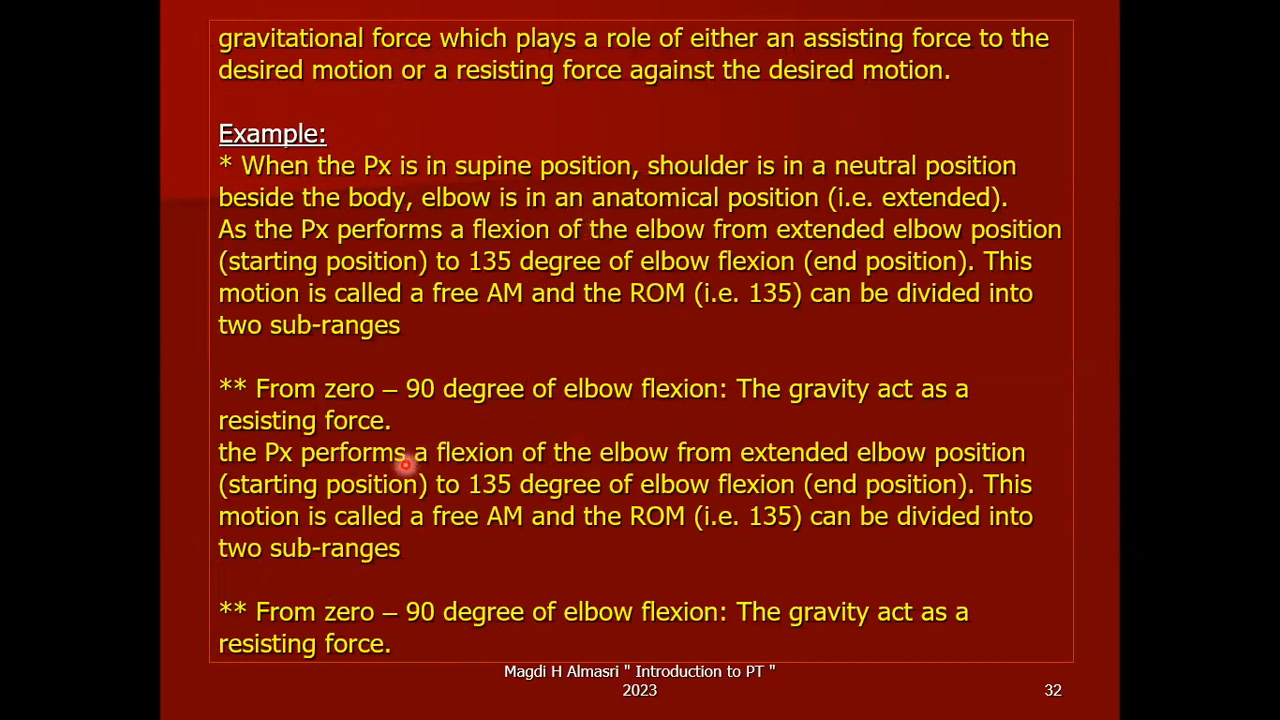 gravitational force which plays a role of either an assisting force to the
desired motion or a resisting force against the desired motion.
Example:
* When the Px is in supine position, shoulder is in a neutral position
beside the body, elbow is in an anatomical position (i.e. extended).
As the Px performs a flexion of the elbow from extended elbow position
(starting position) to 135 degree of elbow flexion (end position). This
motion is called a free AM and the ROM (i.e. 135) can be divided into
two sub-ranges
** From zero – 90 degree of elbow flexion: The gravity act as a
resisting force.
the Px performs a flexion of the elbow from extended elbow position
(starting position) to 135 degree of elbow flexion (end position). This
motion is called a free AM and the ROM (i.e. 135) can be divided into
two sub-ranges
** From zero – 90 degree of elbow flexion: The gravity act as a
resisting force.
Magdi H Almasri " Introduction to PT "
2023
32